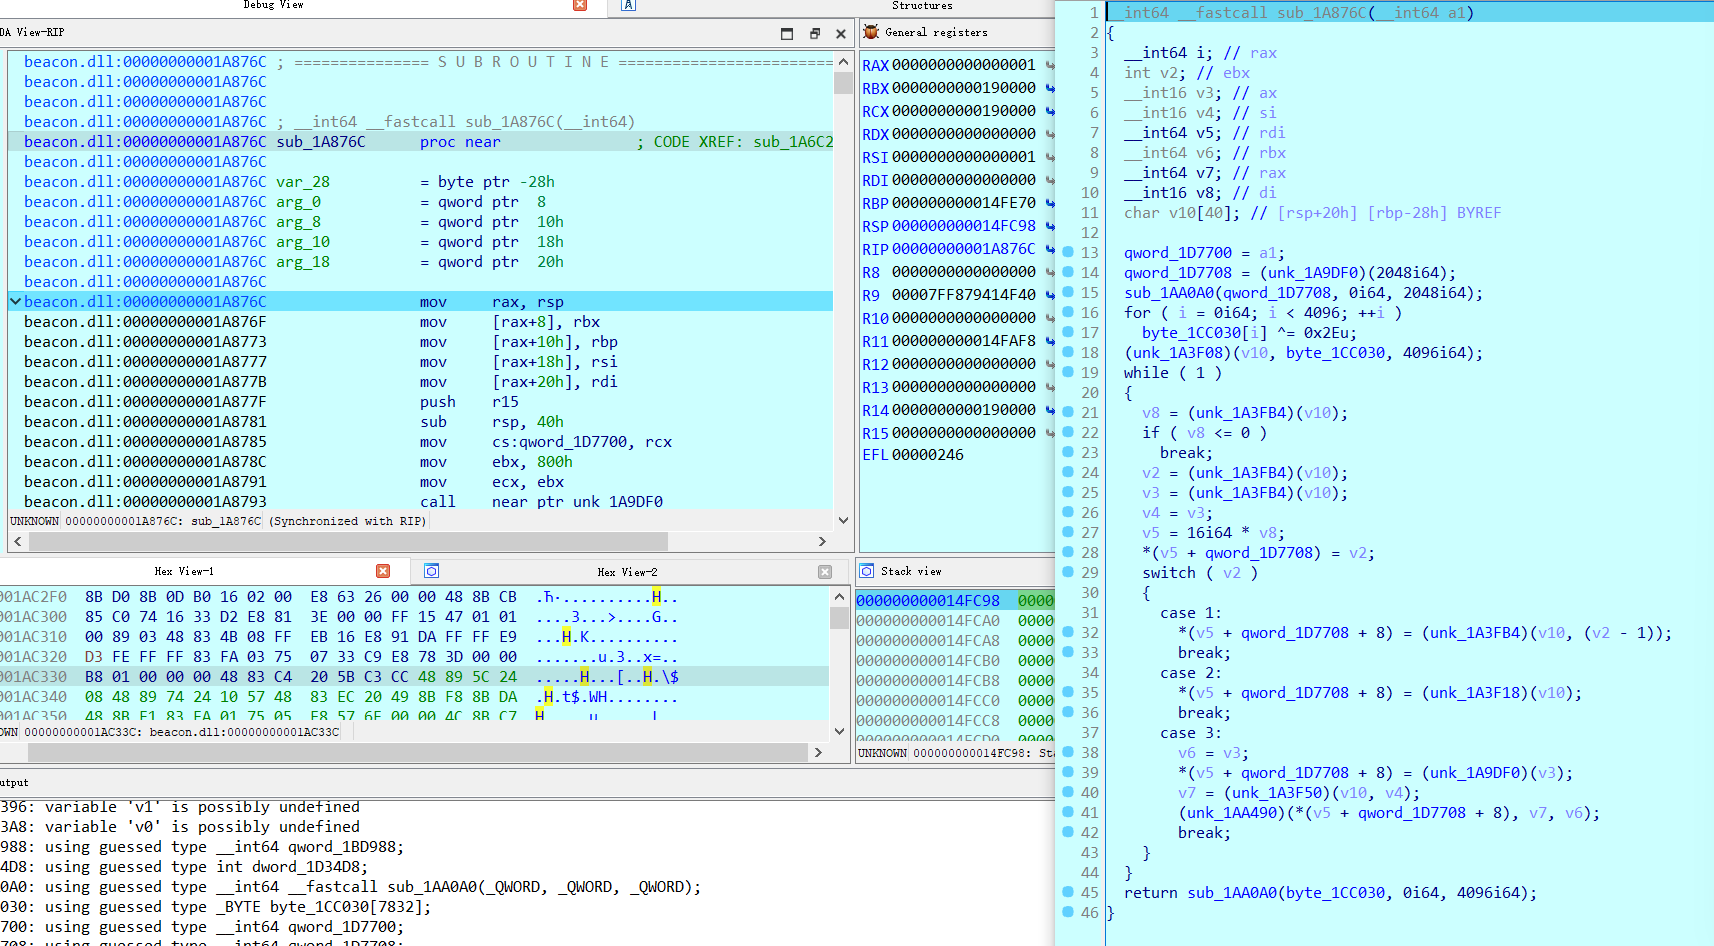 Debug View
Structures
DA View-RIP
General registers
beacon.dll:00000000001A876C ; =============== S U B R O U T I N E ========================
beacon.dll:00000000001A876C
beacon.dll:00000000001A876C
beacon.dll:00000000001A876C ; __int64 __fastcall sub_1A876C(__int64)
beacon.dll:00000000001A876C sub_1A876C proc near ; CODE XREF: sub_1A6C2
beacon.dll:00000000001A876C
beacon.dll:00000000001A876C var_28 = byte ptr -28h
beacon.dll:00000000001A876C arg_0 = qword ptr 8
beacon.dll:00000000001A876C arg_8 = qword ptr 10h
beacon.dll:00000000001A876C arg_10 = qword ptr 18h
beacon.dll:00000000001A876C arg_18 = qword ptr 20h
beacon.dll:00000000001A876C
beacon.dll:00000000001A876C mov rax, rsp
beacon.dll:00000000001A876F mov [rax+8], rbx
beacon.dll:00000000001A8773 mov [rax+10h], rbp
beacon.dll:00000000001A8777 mov [rax+18h], rsi
beacon.dll:00000000001A877B mov [rax+20h], rdi
beacon.dll:00000000001A877F push r15
beacon.dll:00000000001A8781 sub rsp, 40h
beacon.dll:00000000001A8785 mov cs:qword_1D7700, rcx
beacon.dll:00000000001A878C mov ebx, 800h
beacon.dll:00000000001A8791 mov ecx, ebx
beacon.dll:00000000001A8793 call near ptr unk_1A9DF0
UNKNOWN 00000000001A876C: sub_1A876C (Synchronized with RIP)
RAX 0000000000000001
RBX 0000000000190000
RCX 0000000000190000
RDX 0000000000000000
RSI 0000000000000001
RDI 0000000000000000
RBP 000000000014FE70
RSP 000000000014FC98
RIP 00000000001A876C
R8 0000000000000000
R9 00007FF879414F40
R10 0000000000000000
R11 000000000014FAF8
R12 0000000000000000
R13 0000000000000000
R14 0000000000190000
R15 0000000000000000
EFL 00000246
Hex View-1
Hex View-2
Stack view
001AC2F0 8B D0 8B 0D B0 16 02 00 E8 63 26 00 00 48 8B CB .Ћ·..........H..
001AC300 85 C0 74 16 33 D2 E8 81 3E 00 00 FF 15 47 01 01 ....3...>....G..
001AC310 00 89 03 48 83 4B 08 FF EB 16 E8 91 DA FF FF E9 ...H.K..........
001AC320 D3 FE FF FF 83 FA 03 75 07 33 C9 E8 78 3D 00 00 .......u.3..x=..
001AC330 B8 01 00 00 00 48 83 C4 20 5B C3 CC 48 89 5C 24 .....H...[..H.\$
001AC340 08 48 89 74 24 10 57 48 83 EC 20 49 8B F8 8B DA .H.t$.WH........
001AC350 48 8B F1 83 FA 01 75 05 E8 57 6F 00 00 4C 8B C7
OWN 00000000001AC33C: beacon.dll:00000000001AC33C
000000000014FC98 0000
000000000014FCA0 0000
000000000014FCA8 0000
000000000014FCB0 0000
000000000014FCB8 0000
000000000014FCC0 0000
000000000014FCC8 0000
000000000014FCD0 0000
UNKNOWN 000000000014FC98: Sta
utput
396: variable 'v1' is possibly undefined
3A8: variable 'v0' is possibly undefined
988: using guessed type __int64 qword_1BD988;
4D8: using guessed type int dword_1D34D8;
0A0: using guessed type __int64 __fastcall sub_1AA0A0(_QWORD, _QWORD, _QWORD);
030: using guessed type _BYTE byte_1CC030[7832];
700: using guessed type __int64 qword_1D7700;
708: using guessed type __int64 qword_1D7708;
1 __int64 __fastcall sub_1A876C(__int64 a1)
2 {
3 __int64 i; // rax
4 int v2; // ebx
5 __int16 v3; // ax
6 __int16 v4; // si
7 __int64 v5; // rdi
8 __int64 v6; // rbx
9 __int64 v7; // rax
10 __int16 v8; // di
11 char v10[40]; // [rsp+20h] [rbp-28h] BYREF
12
13 qword_1D7700 = a1;
14 qword_1D7708 = (unk_1A9DF0)(2048i64);
15 sub_1AA0A0(qword_1D7708, 0i64, 2048i64);
16 for ( i = 0i64; i < 4096; ++i )
17 byte_1CC030[i] ^= 0x2Eu;
18 (unk_1A3F08)(v10, byte_1CC030, 4096i64);
19 while ( 1 )
20 {
21 v8 = (unk_1A3FB4)(v10);
22 if ( v8 <= 0 )
23 break;
24 v2 = (unk_1A3FB4)(v10);
25 v3 = (unk_1A3FB4)(v10);
26 v4 = v3;
27 v5 = 16i64 * v8;
28 *(v5 + qword_1D7708) = v2;
29 switch ( v2 )
30 {
31 case 1:
32 *(v5 + qword_1D7708 + 8) = (unk_1A3FB4)(v10, (v2 - 1));
33 break;
34 case 2:
35 *(v5 + qword_1D7708 + 8) = (unk_1A3F18)(v10);
36 break;
37 case 3:
38 v6 = v3;
39 *(v5 + qword_1D7708 + 8) = (unk_1A9DF0)(v3);
40 v7 = (unk_1A3F50)(v10, v4);
41 (unk_1AA490)(*(v5 + qword_1D7708 + 8), v7, v6);
42 break;
43 }
44 }
45 return sub_1AA0A0(byte_1CC030, 0i64, 4096i64);
46 }